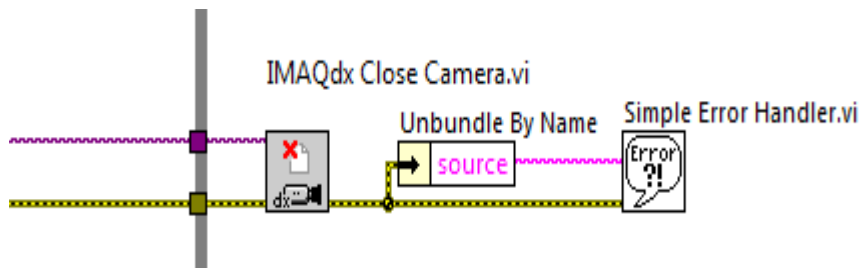 IMAQdx Close Camera.vi
Unbundle By Name
Simple Error Handler.vi
source
Error
?!
dx